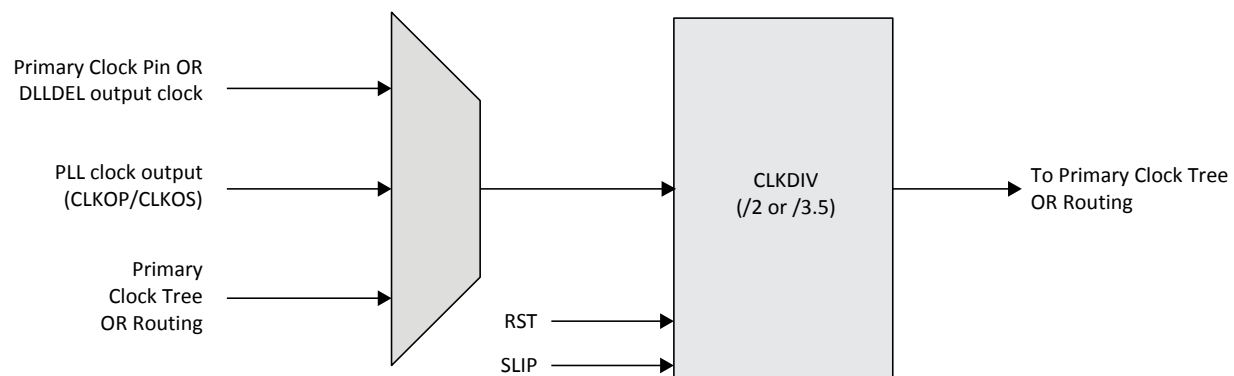 Primary Clock Pin OR
DLLDEL output clock
PLL clock output
(CLKOP/CLKOS)
Primary
Clock Tree
OR Routing
RST
SLIP
CLKDIV
(/2 or /3.5)
To Primary Clock Tree
OR Routing